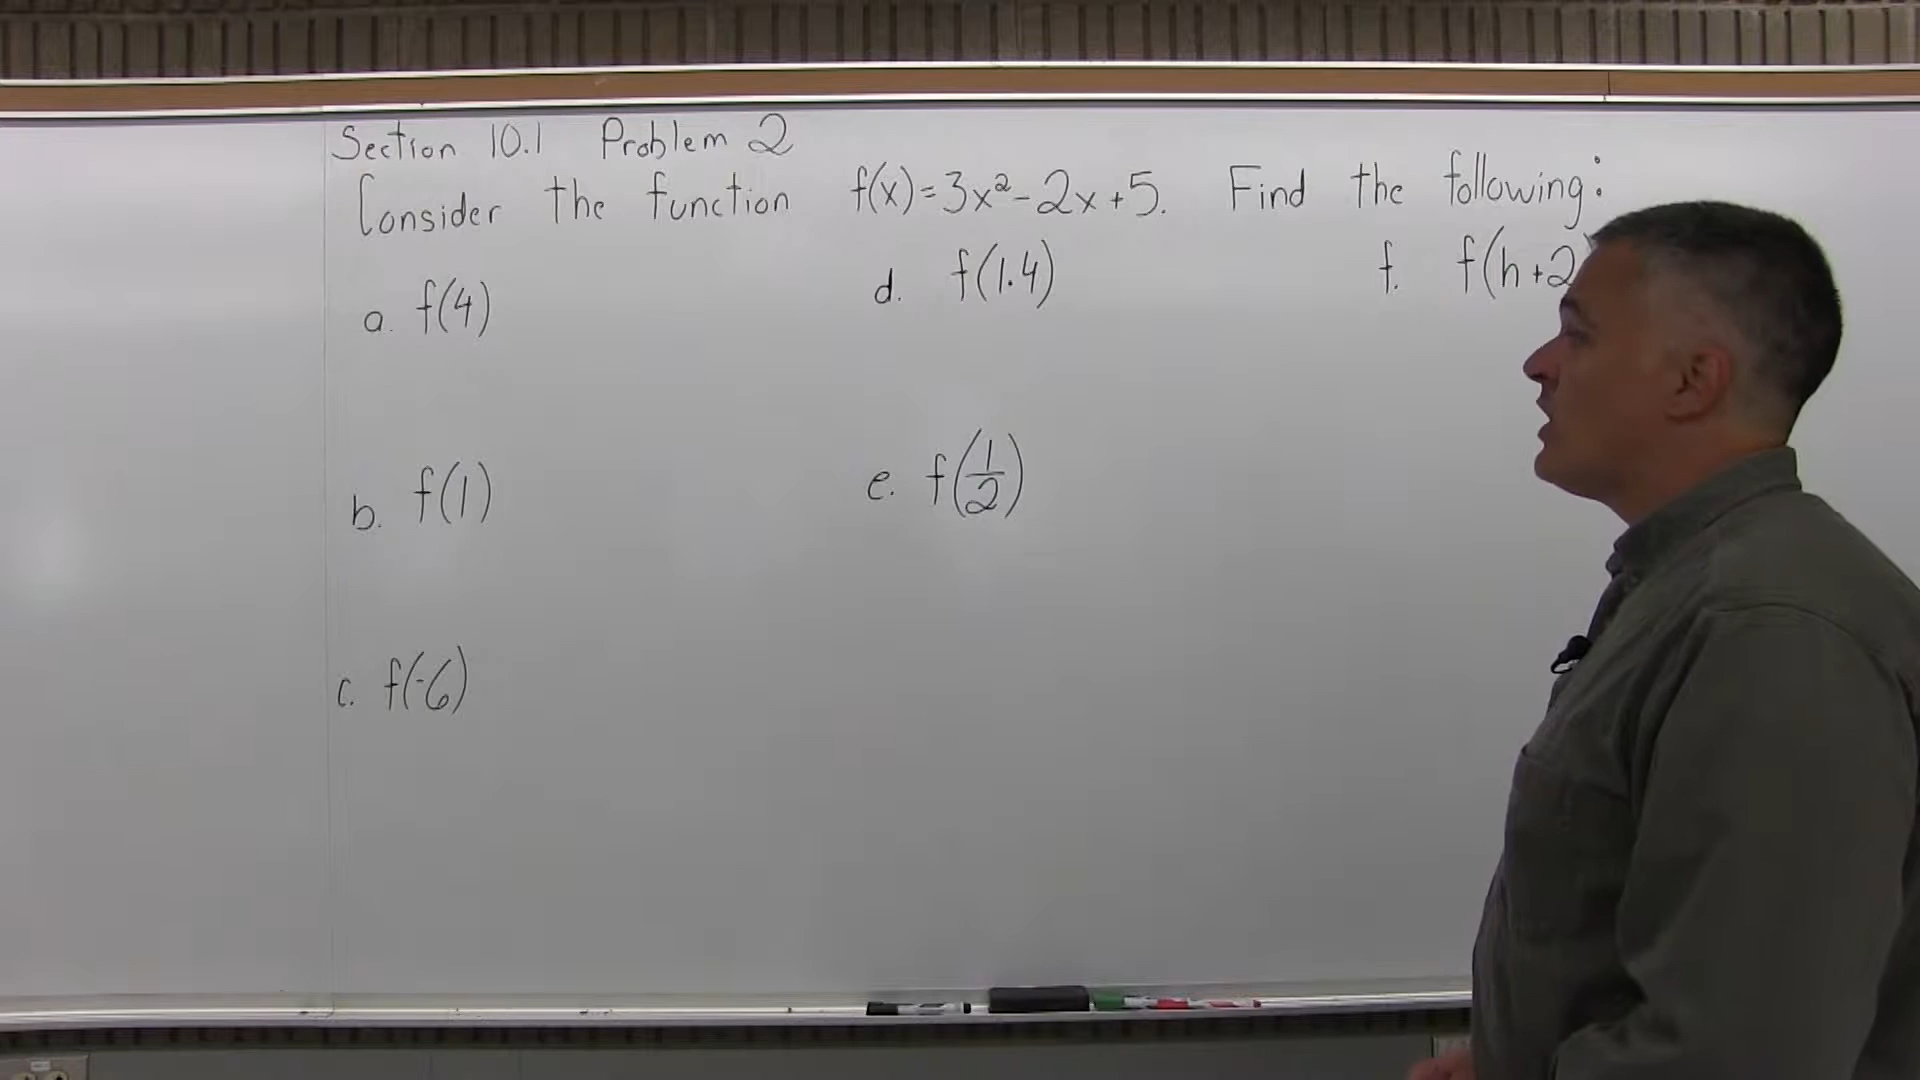 Section 10.1 Problem 2
Consider the function f(x)=3x²-2x+5. Find the following:
a. f(4)
b. f(1)
c. f(-6)
d. f(1.4)
e. f(1/2)
f. f(h+2